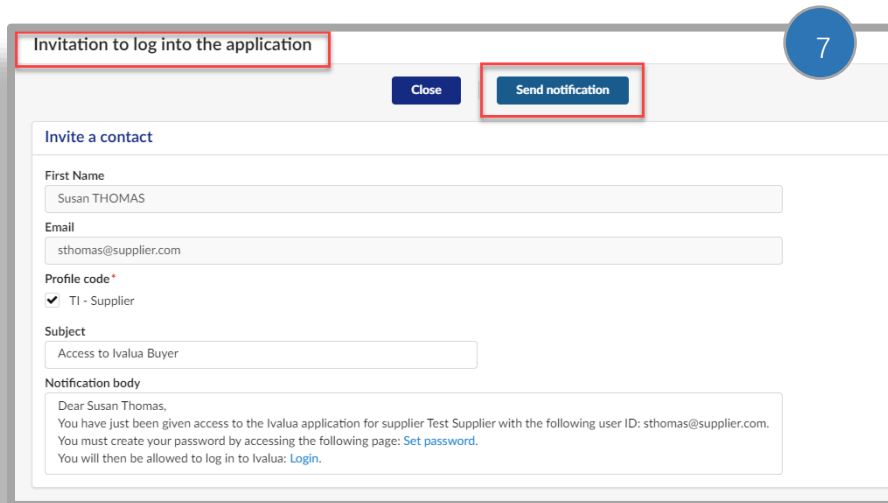 Invitation to log into the application
7
Close
Send notification
Invite a contact
First Name
Susan THOMAS
Email
sthomas@supplier.com
Profile code*
TI - Supplier
Subject
Access to Ivalua Buyer
Notification body
Dear Susan Thomas,
You have just been given access to the Ivalua application for supplier Test Supplier with the following user ID: sthomas@supplier.com.
You must create your password by accessing the following page: Set password.
You will then be allowed to log in to Ivalua: Login.